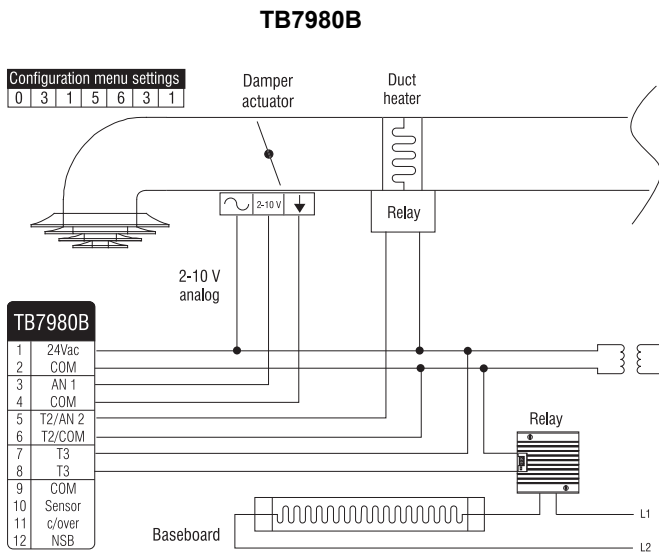 TB7980B
Configuration menu settings
0 3 1 5 6 3 1
Damper
actuator
Duct
heater
2-10 V
Relay
2-10 V
analog
TB7980B
1 24Vac
2 COM
3 AN 1
4 COM
5 T2/AN 2
6 T2/COM
7 T3
8 T3
9 COM
10 Sensor
11 c/over
12 NSB
Relay
Baseboard
L1
L2